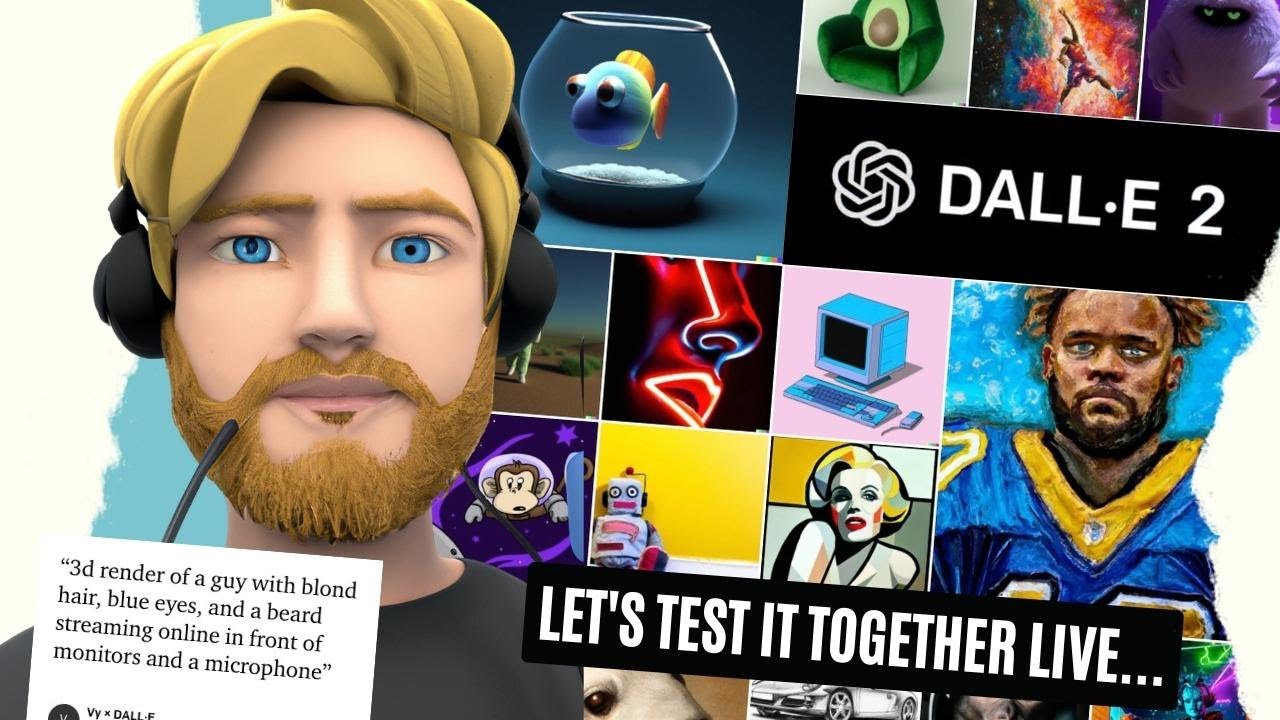 DALL·E 2
LET'S TEST IT TOGETHER LIVE...
“3d render of a guy with blond
hair, blue eyes, and a beard
streaming online in front of
monitors and a microphone”
V
Vy × DALL·E